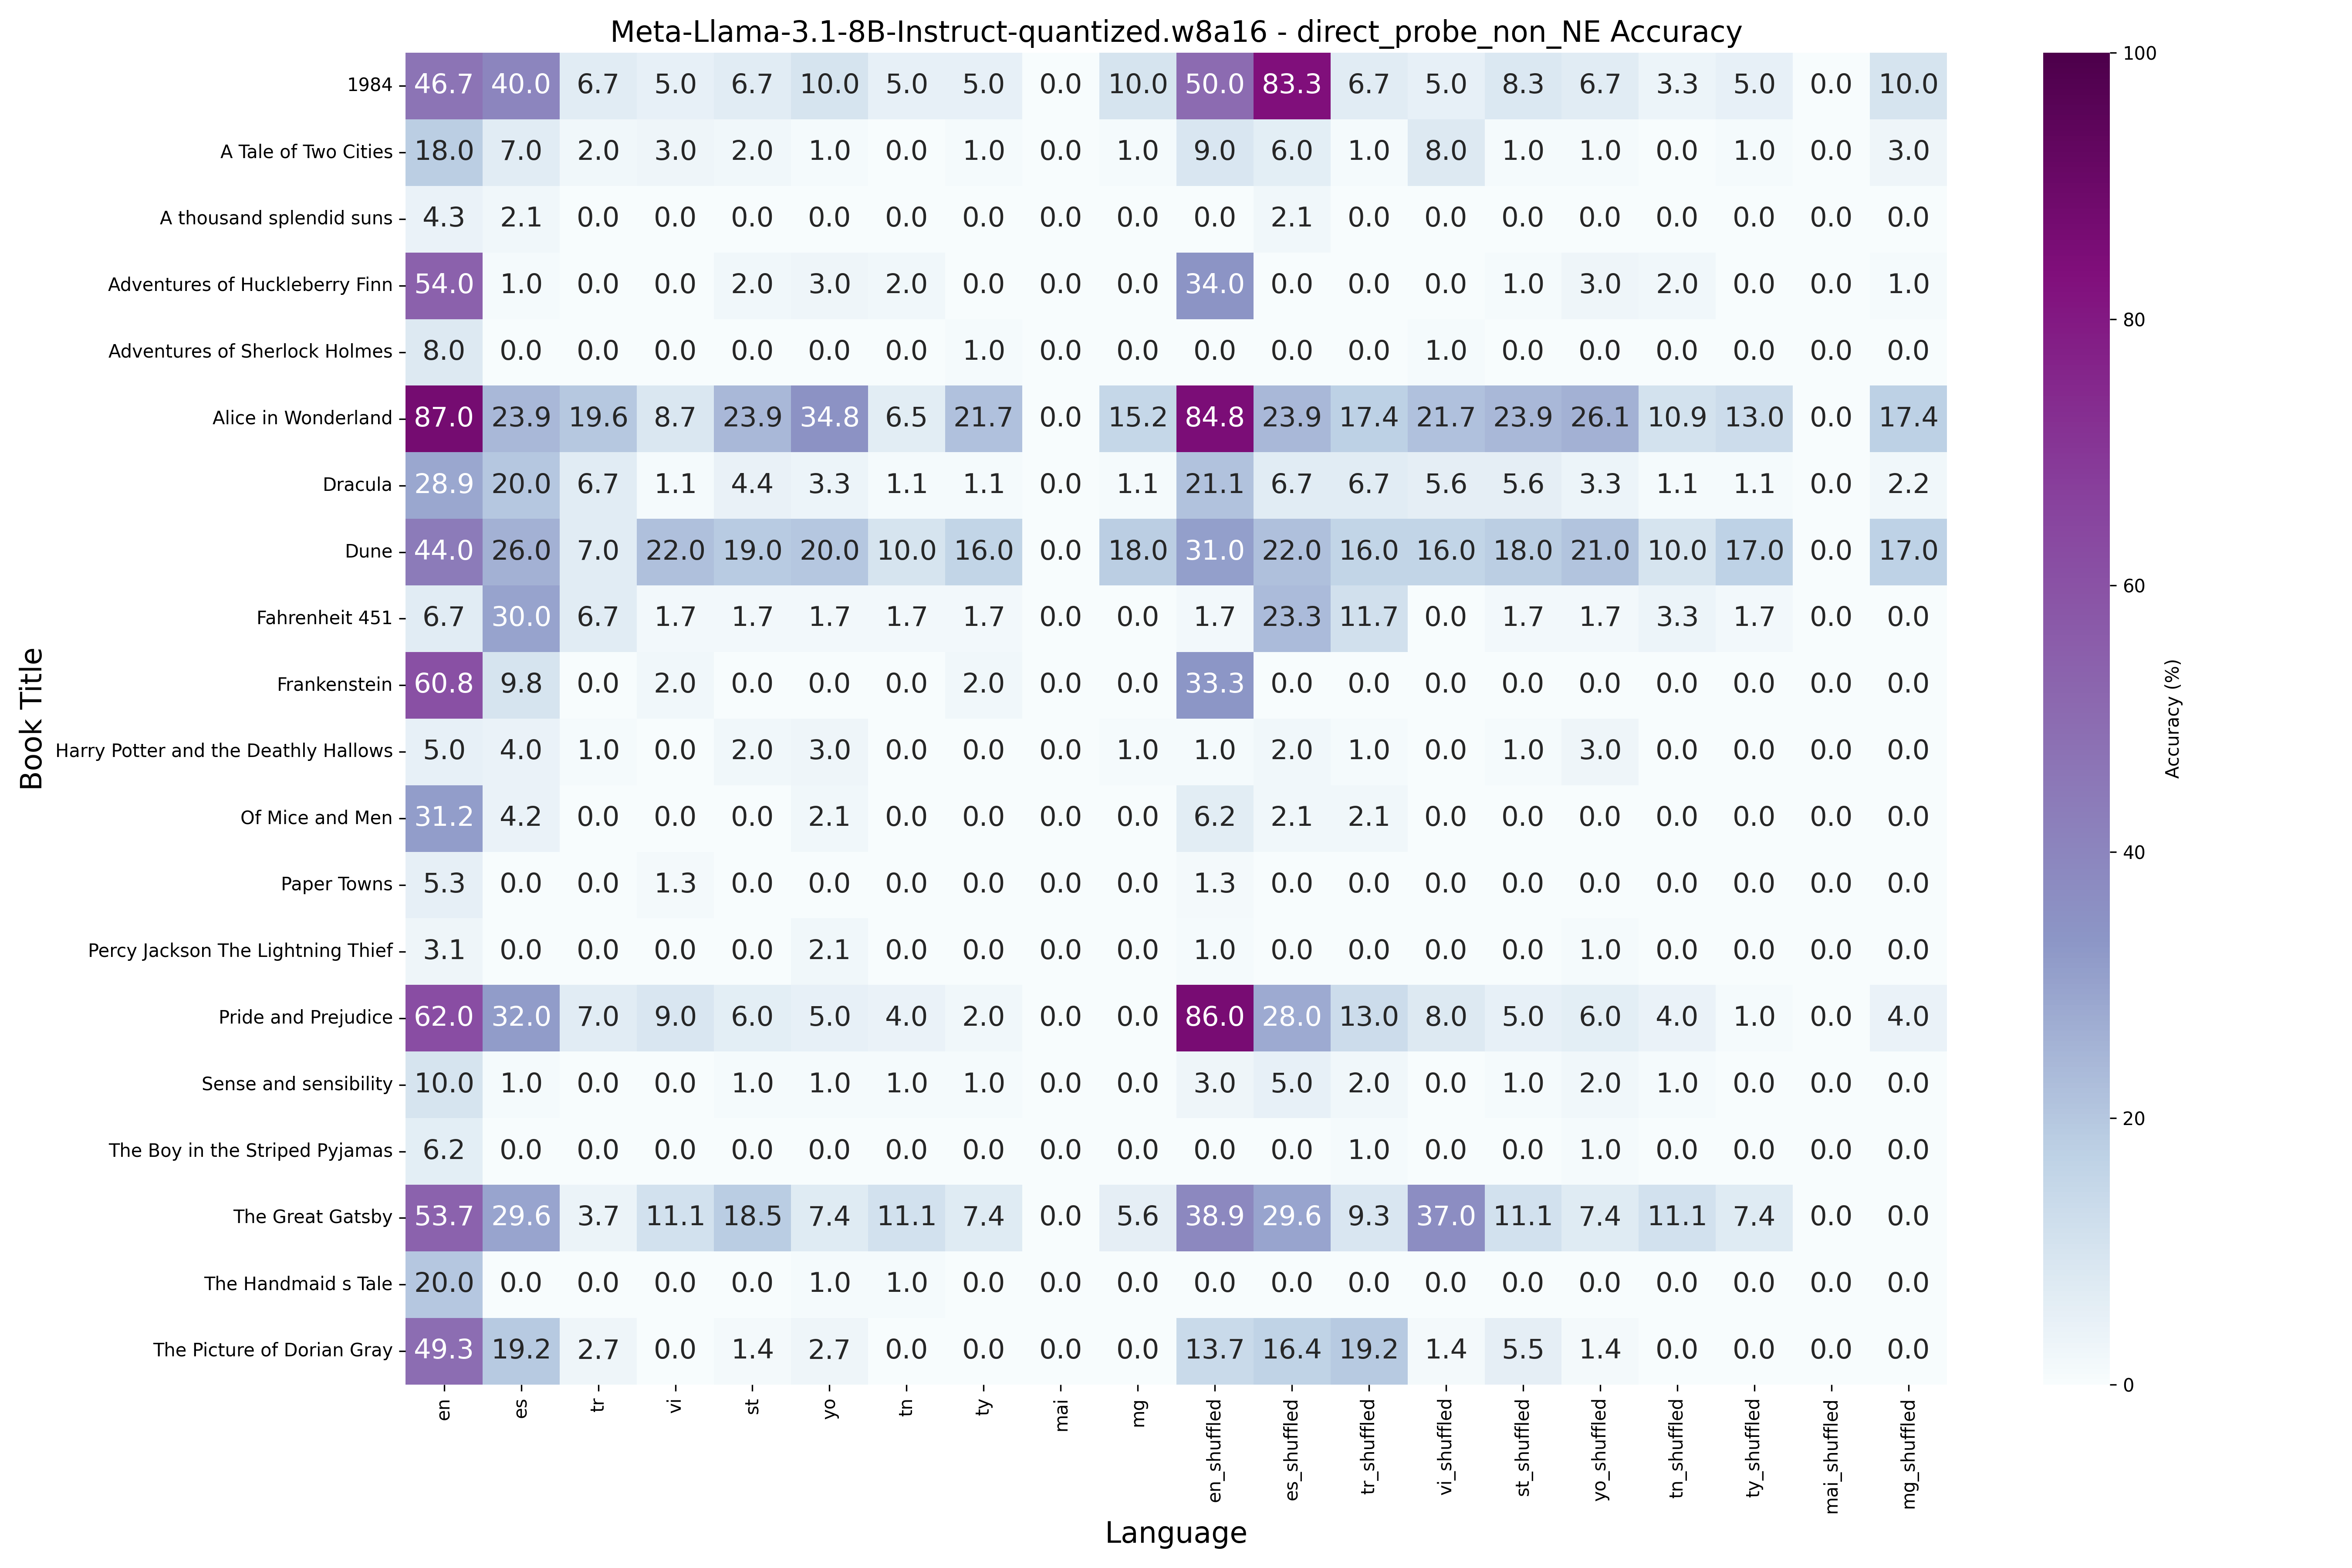 Meta-Llama-3.1-8B-Instruct-quantized.w8a16 - direct_probe_non_NE Accuracy
Book Title
1984 46.7 40.0 6.7 5.0 6.7 10.0 5.0 5.0 0.0 10.0 50.0 83.3 6.7 5.0 8.3 6.7 3.3 5.0 0.0 10.0
A Tale of Two Cities 18.0 7.0 2.0 3.0 2.0 1.0 0.0 1.0 0.0 1.0 9.0 6.0 1.0 8.0 1.0 1.0 0.0 1.0 0.0 3.0
A thousand splendid suns 4.3 2.1 0.0 0.0 0.0 0.0 0.0 0.0 0.0 0.0 0.0 2.1 0.0 0.0 0.0 0.0 0.0 0.0 0.0 0.0
Adventures of Huckleberry Finn 54.0 1.0 0.0 0.0 2.0 3.0 2.0 0.0 0.0 0.0 34.0 0.0 0.0 0.0 1.0 3.0 2.0 0.0 0.0 1.0
Adventures of Sherlock Holmes 8.0 0.0 0.0 0.0 0.0 0.0 0.0 1.0 0.0 0.0 0.0 0.0 0.0 1.0 0.0 0.0 0.0 0.0 0.0 0.0
Alice in Wonderland 87.0 23.9 19.6 8.7 23.9 34.8 6.5 21.7 0.0 15.2 84.8 23.9 17.4 21.7 23.9 26.1 10.9 13.0 0.0 17.4
Dracula 28.9 20.0 6.7 1.1 4.4 3.3 1.1 1.1 0.0 1.1 21.1 6.7 6.7 5.6 5.6 3.3 1.1 1.1 0.0 2.2
Dune 44.0 26.0 7.0 22.0 19.0 20.0 10.0 16.0 0.0 18.0 31.0 22.0 16.0 16.0 18.0 21.0 10.0 17.0 0.0 17.0
Fahrenheit 451 6.7 30.0 6.7 1.7 1.7 1.7 1.7 1.7 0.0 0.0 1.7 23.3 11.7 0.0 1.7 1.7 3.3 1.7 0.0 0.0
Frankenstein 60.8 9.8 0.0 2.0 0.0 0.0 0.0 2.0 0.0 0.0 33.3 0.0 0.0 0.0 0.0 0.0 0.0 0.0 0.0 0.0
Harry Potter and the Deathly Hallows 5.0 4.0 1.0 0.0 2.0 3.0 0.0 0.0 0.0 1.0 1.0 2.0 1.0 0.0 1.0 3.0 0.0 0.0 0.0 0.0
Of Mice and Men 31.2 4.2 0.0 0.0 0.0 2.1 0.0 0.0 0.0 0.0 6.2 2.1 2.1 0.0 0.0 0.0 0.0 0.0 0.0 0.0
Paper Towns 5.3 0.0 0.0 1.3 0.0 0.0 0.0 0.0 0.0 0.0 1.3 0.0 0.0 0.0 0.0 0.0 0.0 0.0 0.0 0.0
Percy Jackson The Lightning Thief 3.1 0.0 0.0 0.0 0.0 2.1 0.0 0.0 0.0 0.0 1.0 0.0 0.0 0.0 0.0 1.0 0.0 0.0 0.0 0.0
Pride and Prejudice 62.0 32.0 7.0 9.0 6.0 5.0 4.0 2.0 0.0 0.0 86.0 28.0 13.0 8.0 5.0 6.0 4.0 1.0 0.0 4.0
Sense and sensibility 10.0 1.0 0.0 0.0 1.0 1.0 1.0 1.0 0.0 0.0 3.0 5.0 2.0 0.0 1.0 2.0 1.0 0.0 0.0 0.0
The Boy in the Striped Pyjamas 6.2 0.0 0.0 0.0 0.0 0.0 0.0 0.0 0.0 0.0 0.0 0.0 1.0 0.0 0.0 1.0 0.0 0.0 0.0 0.0
The Great Gatsby 53.7 29.6 3.7 11.1 18.5 7.4 11.1 7.4 0.0 5.6 38.9 29.6 9.3 37.0 11.1 7.4 11.1 7.4 0.0 0.0
The Handmaid s Tale 20.0 0.0 0.0 0.0 0.0 1.0 1.0 0.0 0.0 0.0 0.0 0.0 0.0 0.0 0.0 0.0 0.0 0.0 0.0 0.0
The Picture of Dorian Gray 49.3 19.2 2.7 0.0 1.4 2.7 0.0 0.0 0.0 0.0 13.7 16.4 19.2 1.4 5.5 1.4 0.0 0.0 0.0 0.0
en es tr vi st yo tn ty mai mg en_shuffled es_shuffled tr_shuffled vi_shuffled st_shuffled yo_shuffled tn_shuffled ty_shuffled mai_shuffled mg_shuffled
Language
100
80
60
40
20
0
Accuracy (%)